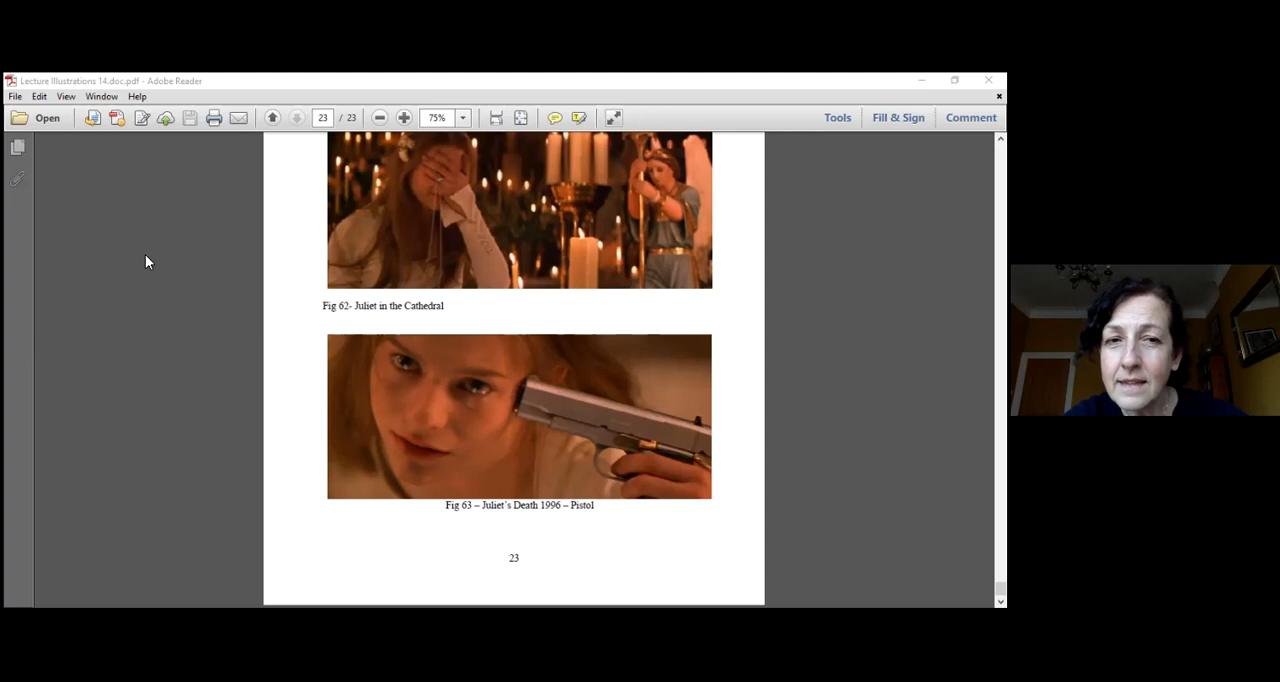 Lecture Illustrations 14.doc.pdf - Adobe Reader
File Edit View Window Help
Open 23 / 23 75% Tools Fill & Sign Comment
Fig 62- Juliet in the Cathedral
Fig 63 – Juliet's Death 1996 – Pistol
23